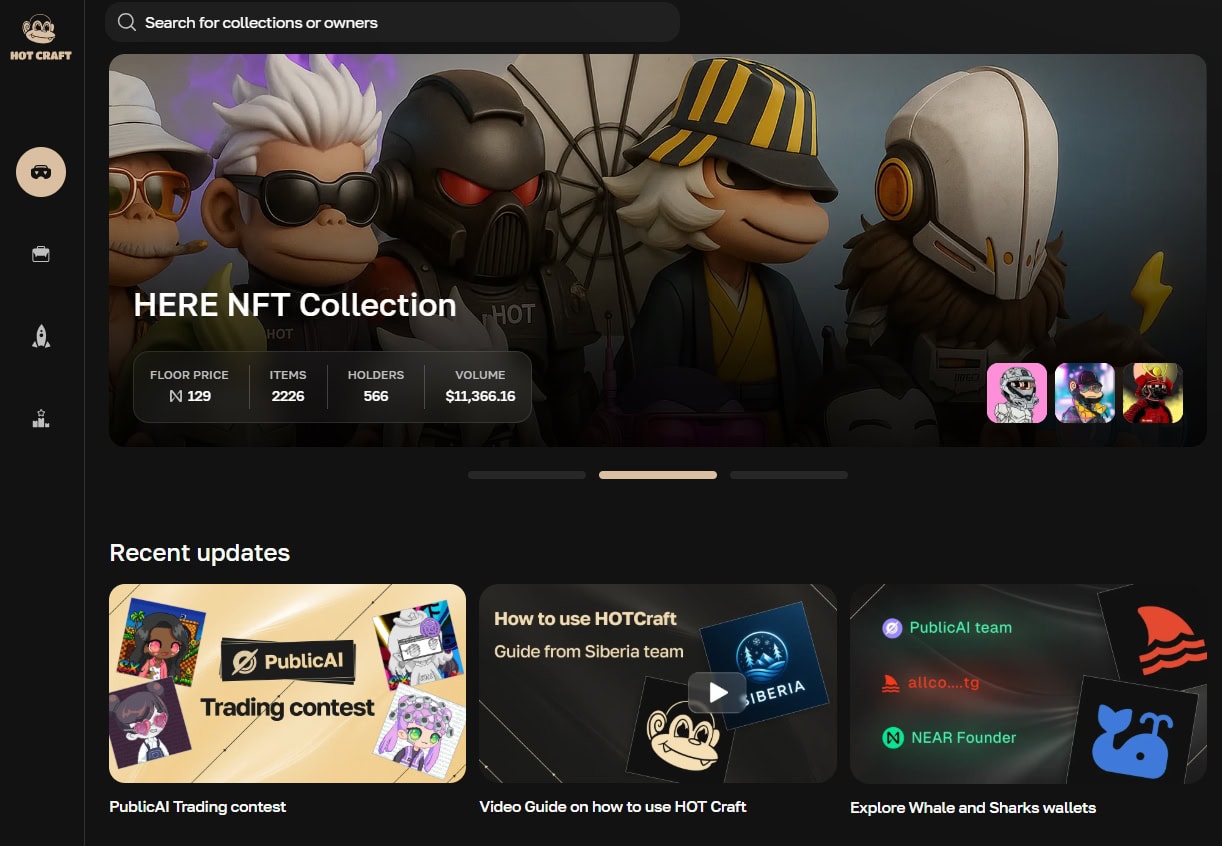 HOT CRAFT
Search for collections or owners
HOT
HOT
HERE NFT Collection
FLOOR PRICE
129
ITEMS
2226
HOLDERS
566
VOLUME
$11,366.16
Recent updates
PublicAI
Trading contest
PublicAI Trading contest
How to use HOTCraft
Guide from Siberia team
SIBERIA
Video Guide on how to use HOT Craft
PublicAI team
allco....tg
NEAR Founder
Explore Whale and Sharks wallets